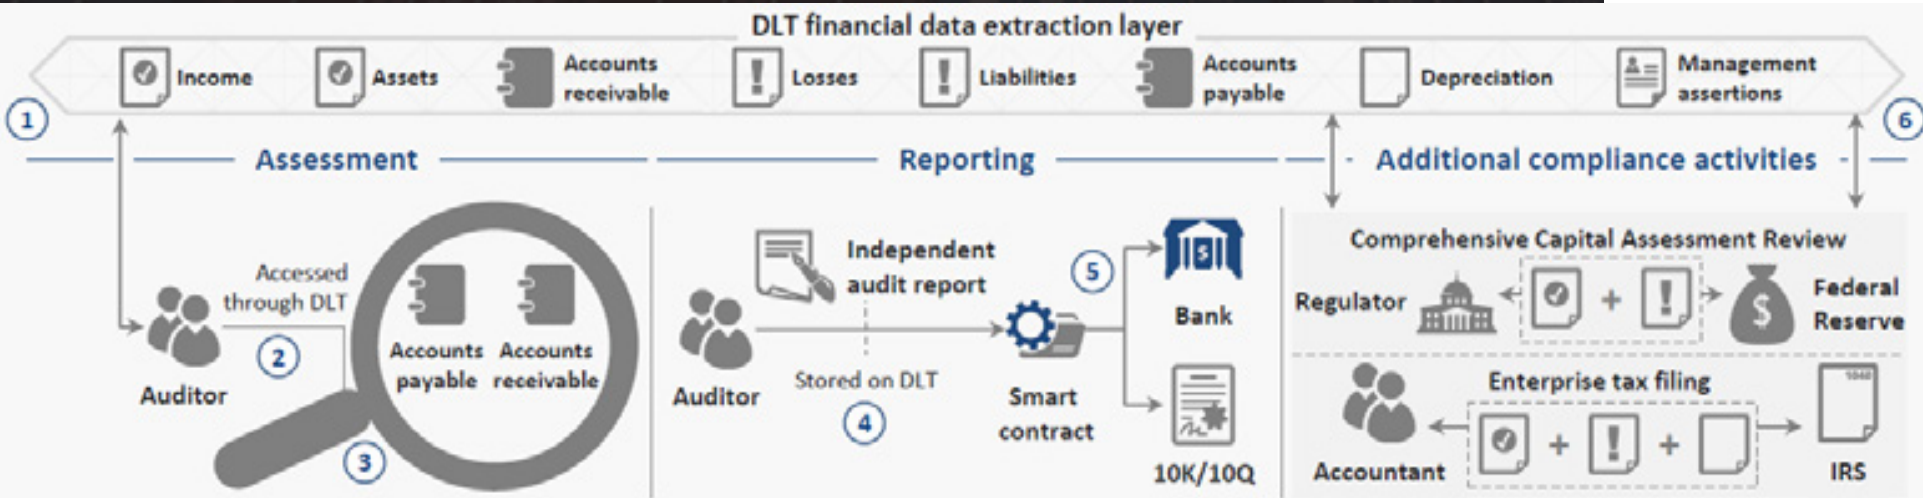 DLT financial data extraction layer
Income
Assets
Accounts
receivable
Losses
Liabilities
Accounts
payable
Depreciation
Management
assertions
1
6
Assessment
Reporting
Additional compliance activities
Accessed
through DLT
2
Auditor
Accounts
payable
Accounts
receivable
3
Independent
audit report
Auditor
Stored on DLT
4
Smart
contract
5
$
Bank
10K/10Q
Comprehensive Capital Assessment Review
Regulator
+
$
Federal
Reserve
Enterprise tax filing
Accountant
+
+
1040
IRS